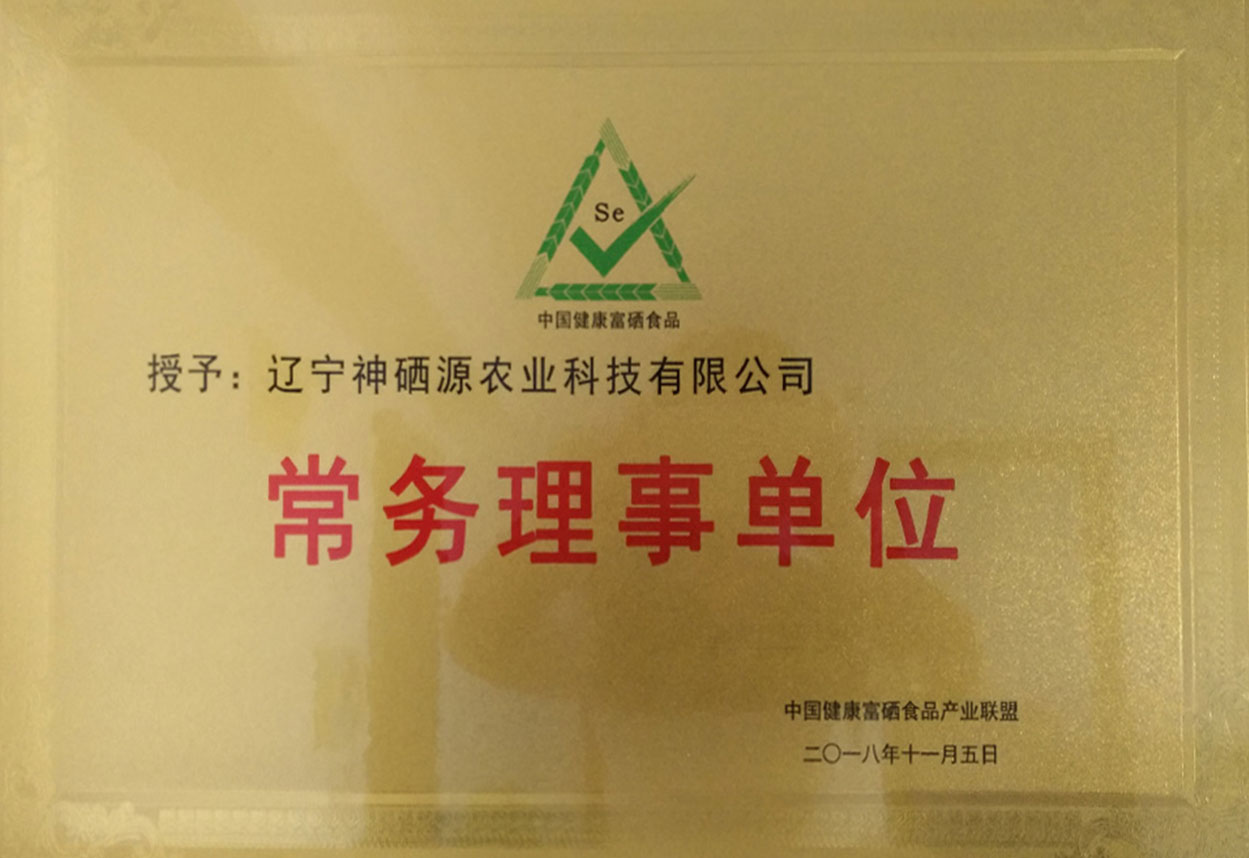 Se
中国健康富硒食品
授予：辽宁神硒源农业科技有限公司
常务理事单位
中国健康富硒食品产业联盟
二〇一八年十一月五日